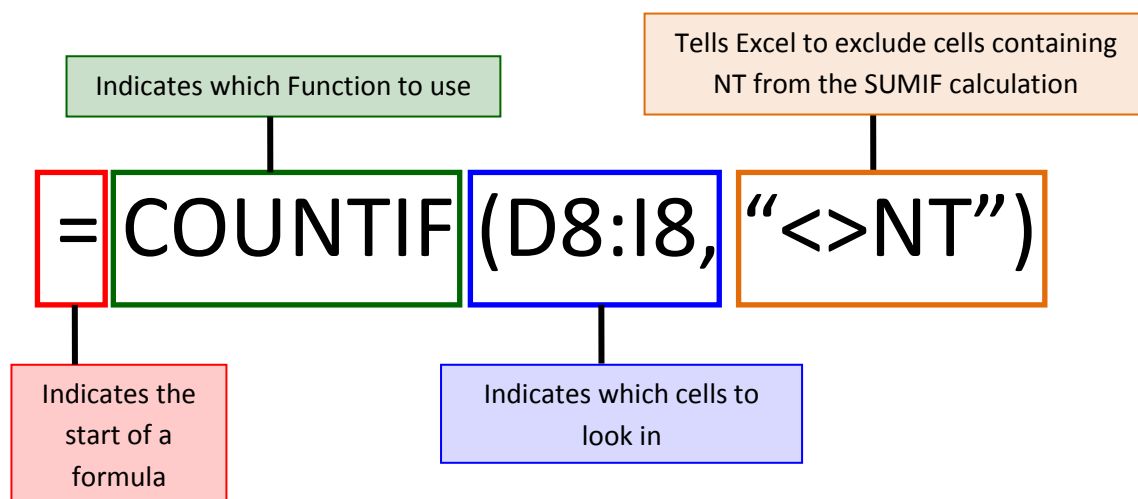 Tells Excel to exclude cells containing
NT from the SUMIF calculation
Indicates which Function to use
=COUNTIF(D8:I8, “<>NT”)
Indicates the
start of a
formula
Indicates which cells to
look in